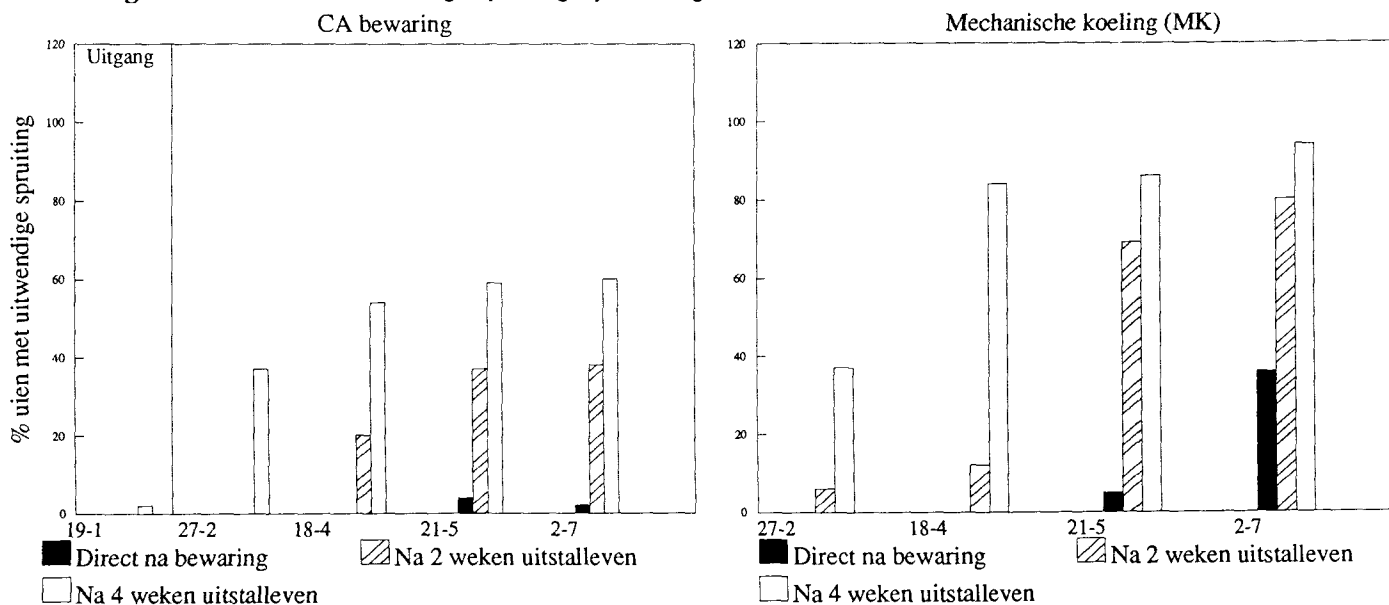 CA bewaring
Mechanische koeling (MK)
% uien met uitwendige spruiting
120
100
80
60
40
20
0
Uitgang
19-1 27-2 18-4 21-5 2-7
Direct na bewaring
Na 2 weken uitstalleven
Na 4 weken uitstalleven
120
100
80
60
40
20
0
27-2 18-4 21-5 2-7
Direct na bewaring
Na 2 weken uitstalleven
Na 4 weken uitstalleven